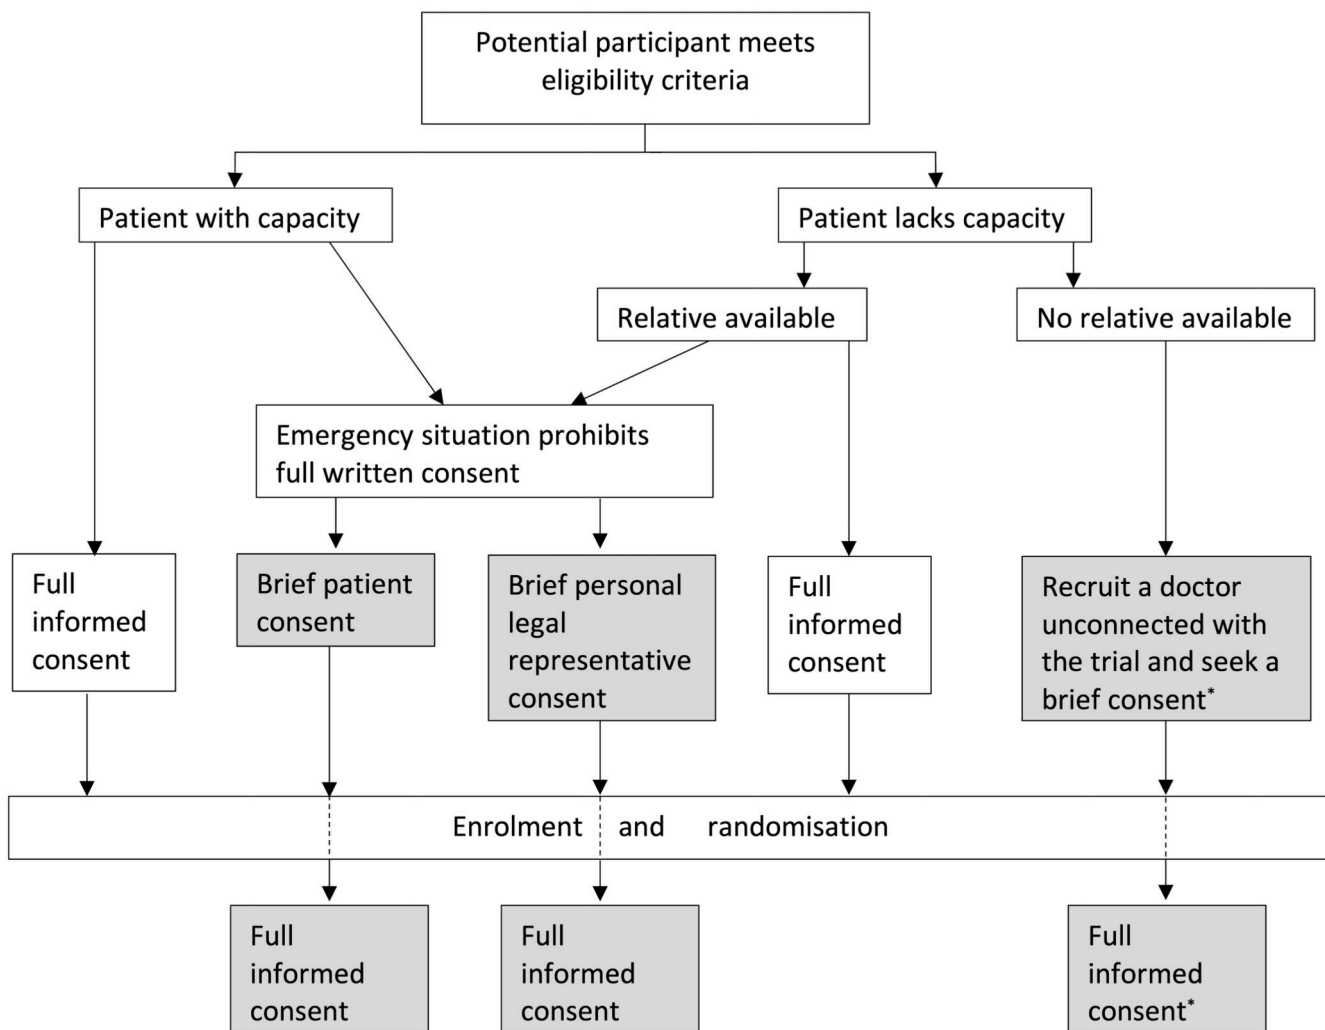 Potential participant meets
eligibility criteria
Patient with capacity
Patient lacks capacity
Relative available
No relative available
Emergency situation prohibits
full written consent
Full
informed
consent
Brief patient
consent
Brief personal
legal
representative
consent
Full
informed
consent
Recruit a doctor
unconnected with
the trial and seek a
brief consent*
Enrolment and randomisation
Full
informed
consent
Full
informed
consent
Full
informed
consent*